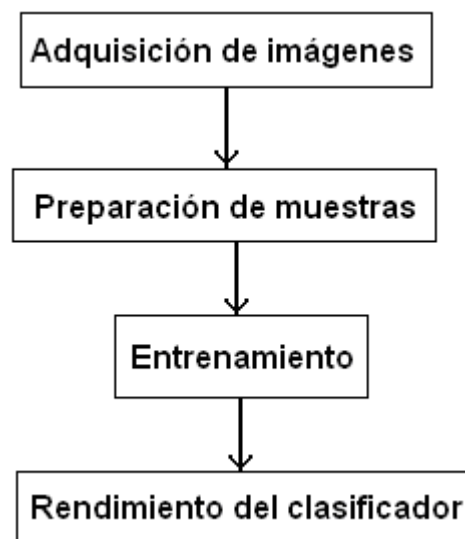 Adquisición de imágenes
Preparación de muestras
Entrenamiento
Rendimiento del clasificador